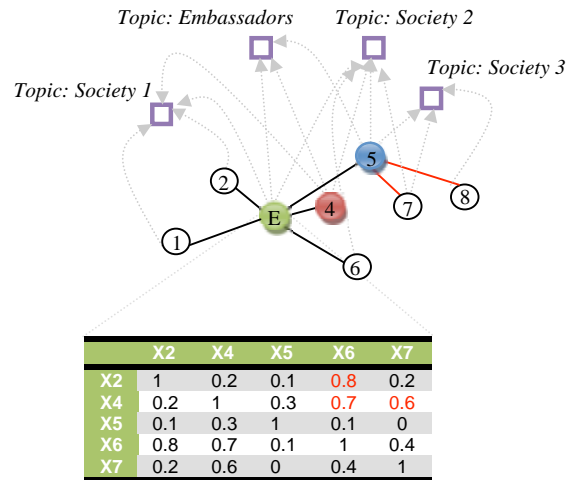 Topic: Embassadors
Topic: Society 2
Topic: Society 1
Topic: Society 3
5
2
4
7
8
E
1
6
X2 X4 X5 X6 X7
X2 1 0.2 0.1 0.8 0.2
X4 0.2 1 0.3 0.7 0.6
X5 0.1 0.3 1 0.1 0
X6 0.8 0.7 0.1 1 0.4
X7 0.2 0.6 0 0.4 1